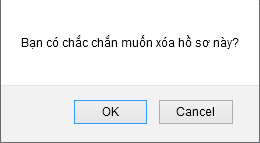 Bạn có chắc chắn muốn xóa hồ sơ này?
OK
Cancel